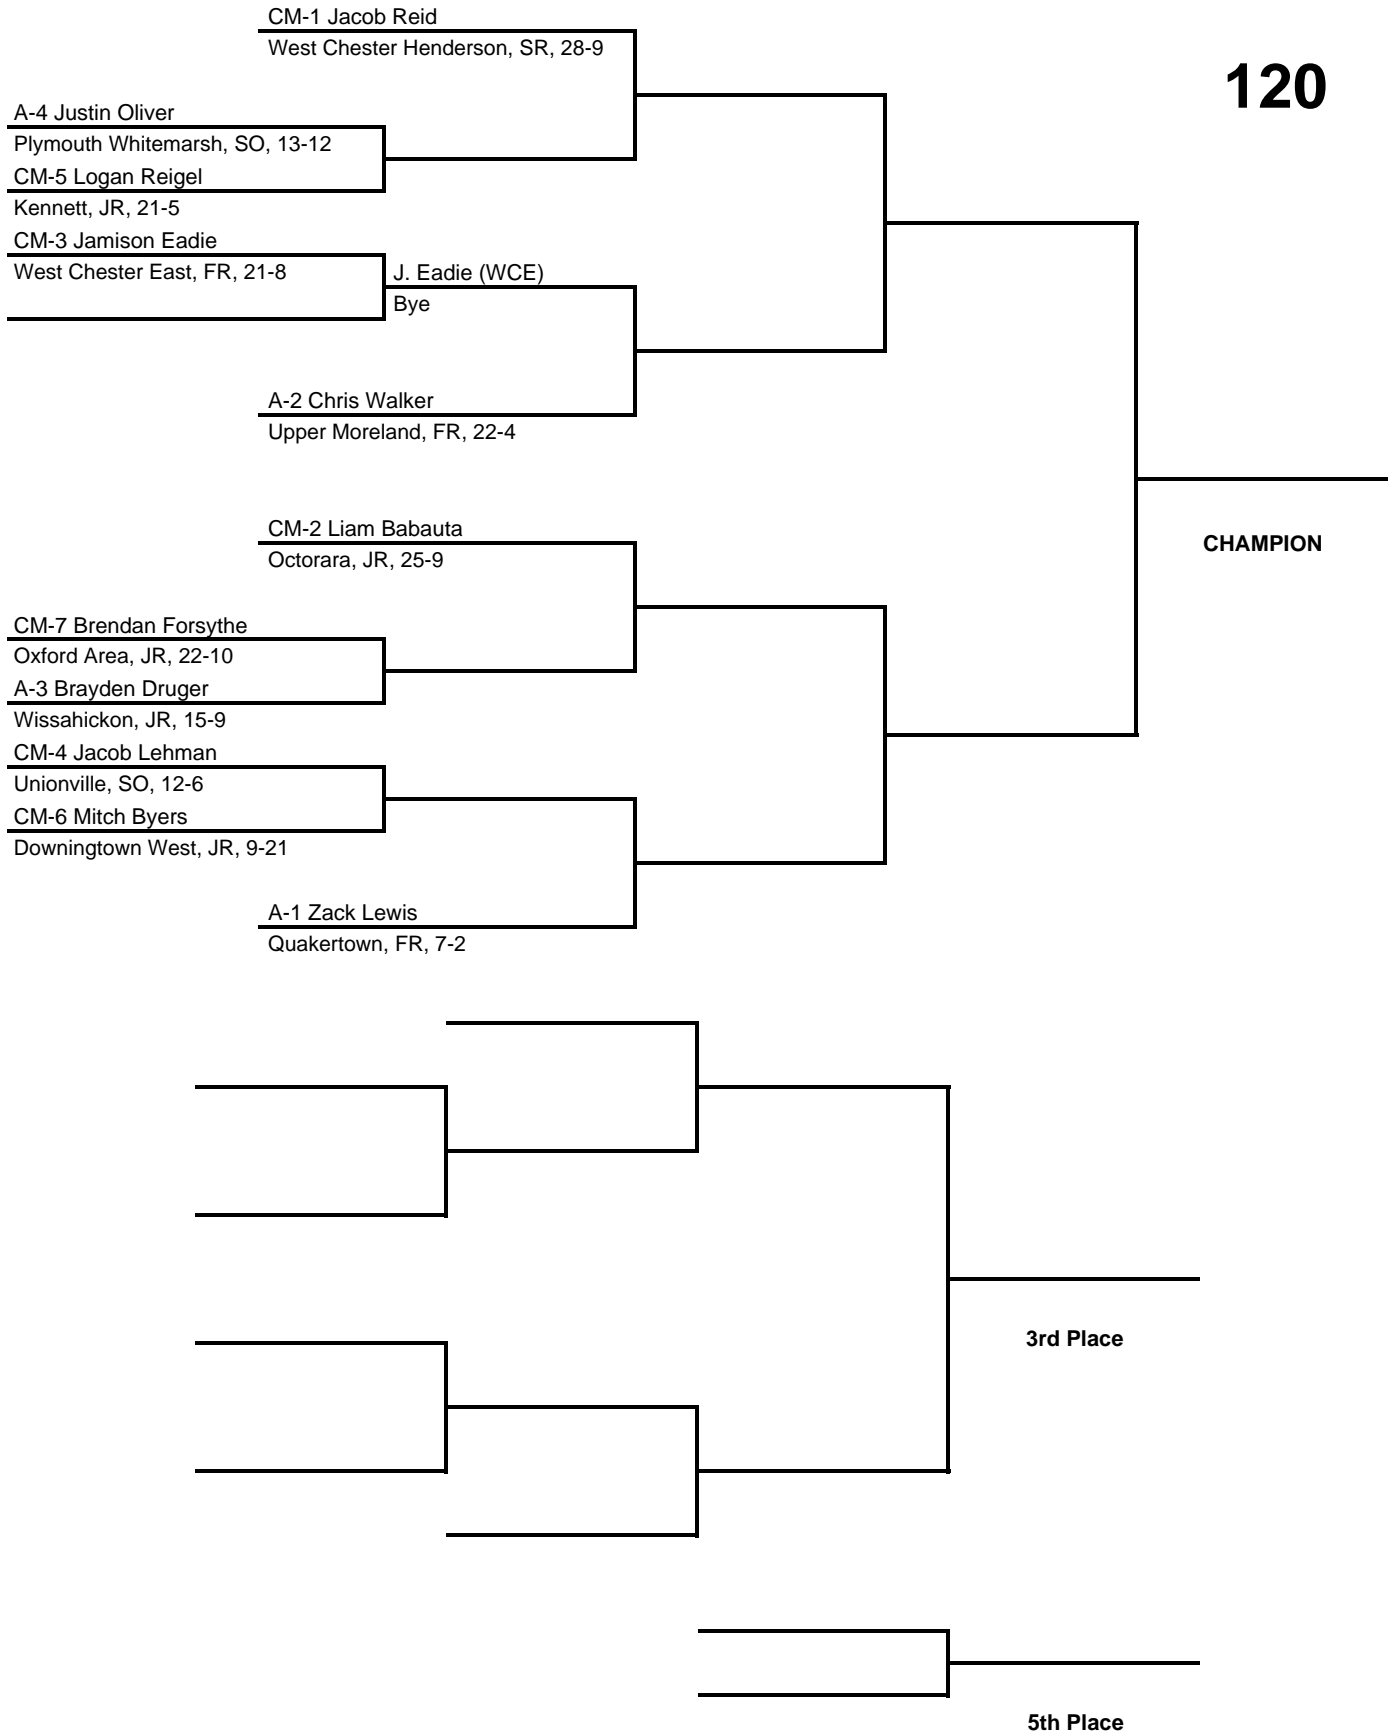 CM-1 Jacob Reid
West Chester Henderson, SR, 28-9
120
A-4 Justin Oliver
Plymouth Whitemarsh, SO, 13-12
CM-5 Logan Reigel
Kennett, JR, 21-5
CM-3 Jamison Eadie
West Chester East, FR, 21-8
J. Eadie (WCE)
Bye
A-2 Chris Walker
Upper Moreland, FR, 22-4
CM-2 Liam Babauta
Octorara, JR, 25-9
CHAMPION
CM-7 Brendan Forsythe
Oxford Area, JR, 22-10
A-3 Brayden Druger
Wissahickon, JR, 15-9
CM-4 Jacob Lehman
Unionville, SO, 12-6
CM-6 Mitch Byers
Downingtown West, JR, 9-21
A-1 Zack Lewis
Quakertown, FR, 7-2
3rd Place
5th Place